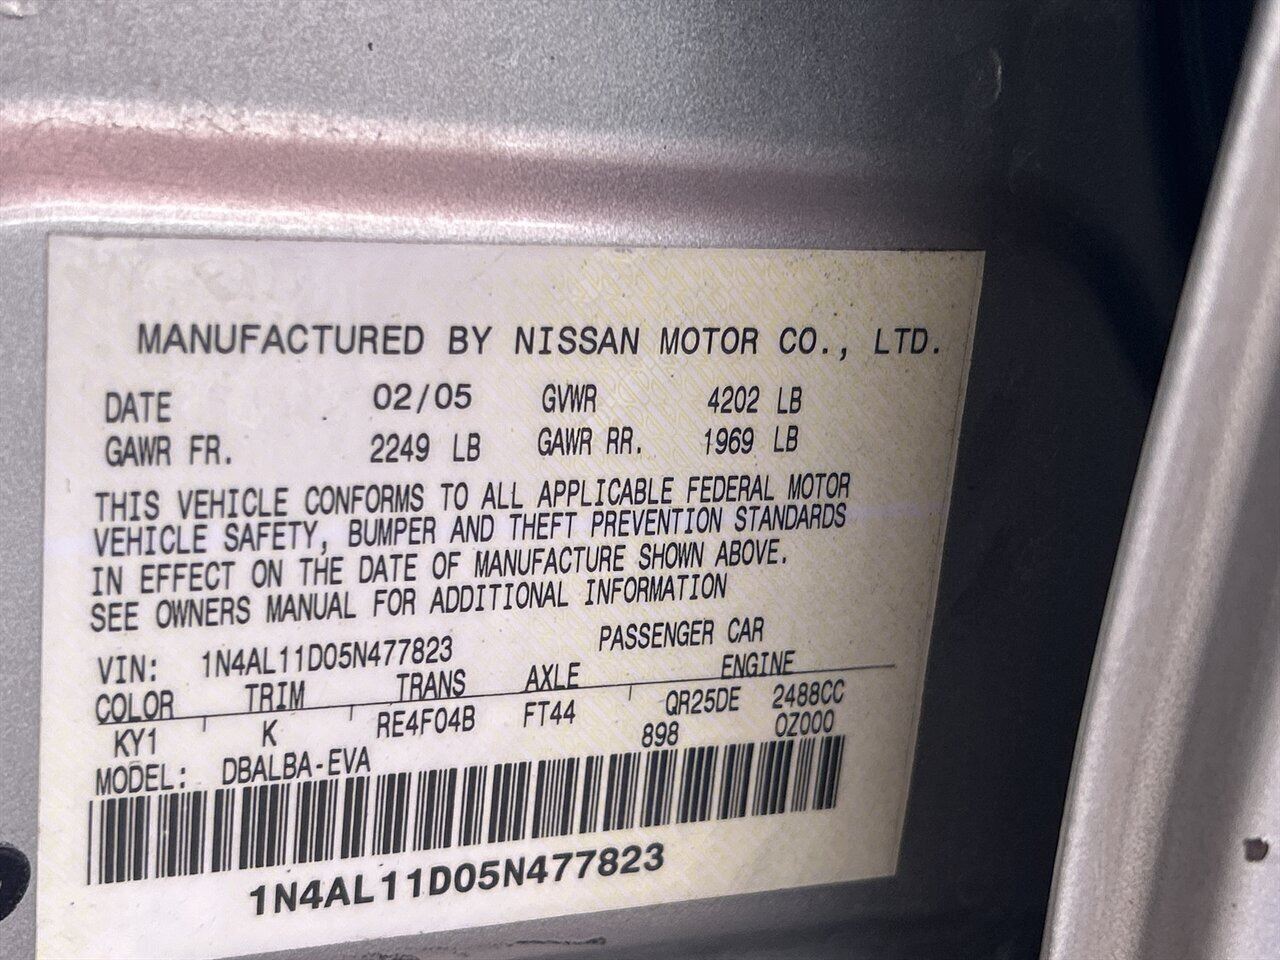 MANUFACTURED BY NISSAN MOTOR CO., LTD.
DATE 02/05 GVWR 4202 LB
GAWR FR. 2249 LB GAWR RR. 1969 LB
THIS VEHICLE CONFORMS TO ALL APPLICABLE FEDERAL MOTOR
VEHICLE SAFETY, BUMPER AND THEFT PREVENTION STANDARDS
IN EFFECT ON THE DATE OF MANUFACTURE SHOWN ABOVE.
SEE OWNERS MANUAL FOR ADDITIONAL INFORMATION
VIN: 1N4AL11D05N477823 PASSENGER CAR
COLOR TRIM TRANS AXLE ENGINE
KY1 K RE4F04B FT44 QR25DE 2488CC
898 0Z000
MODEL: DBALBA-EVA
1N4AL11D05N477823